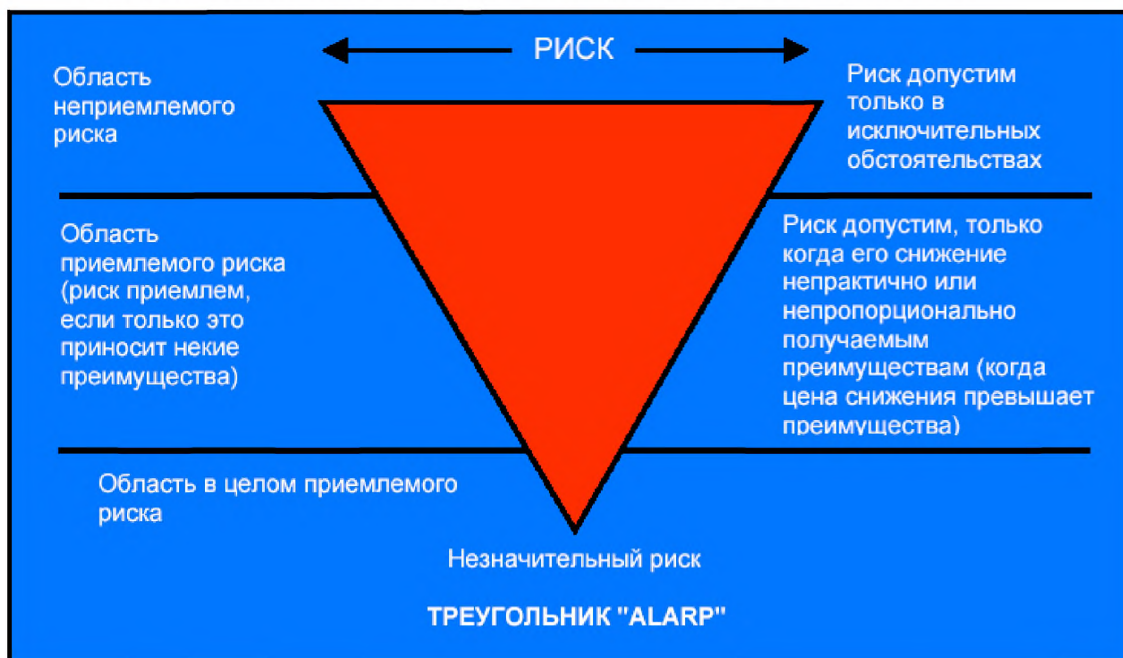 РИСК
Область
неприемлемого
риска
Риск допустим
только в
исключительных
обстоятельствах
Область
приемлемого риска
(риск приемлем,
если только это
приносит некие
преимущества)
Риск допустим, только
когда его снижение
непрактично или
непропорционально
получаемым
преимуществам (когда
цена снижения превышает
преимущества)
Область в целом приемлемого
риска
Незначительный риск
ТРЕУГОЛЬНИК "ALARP"